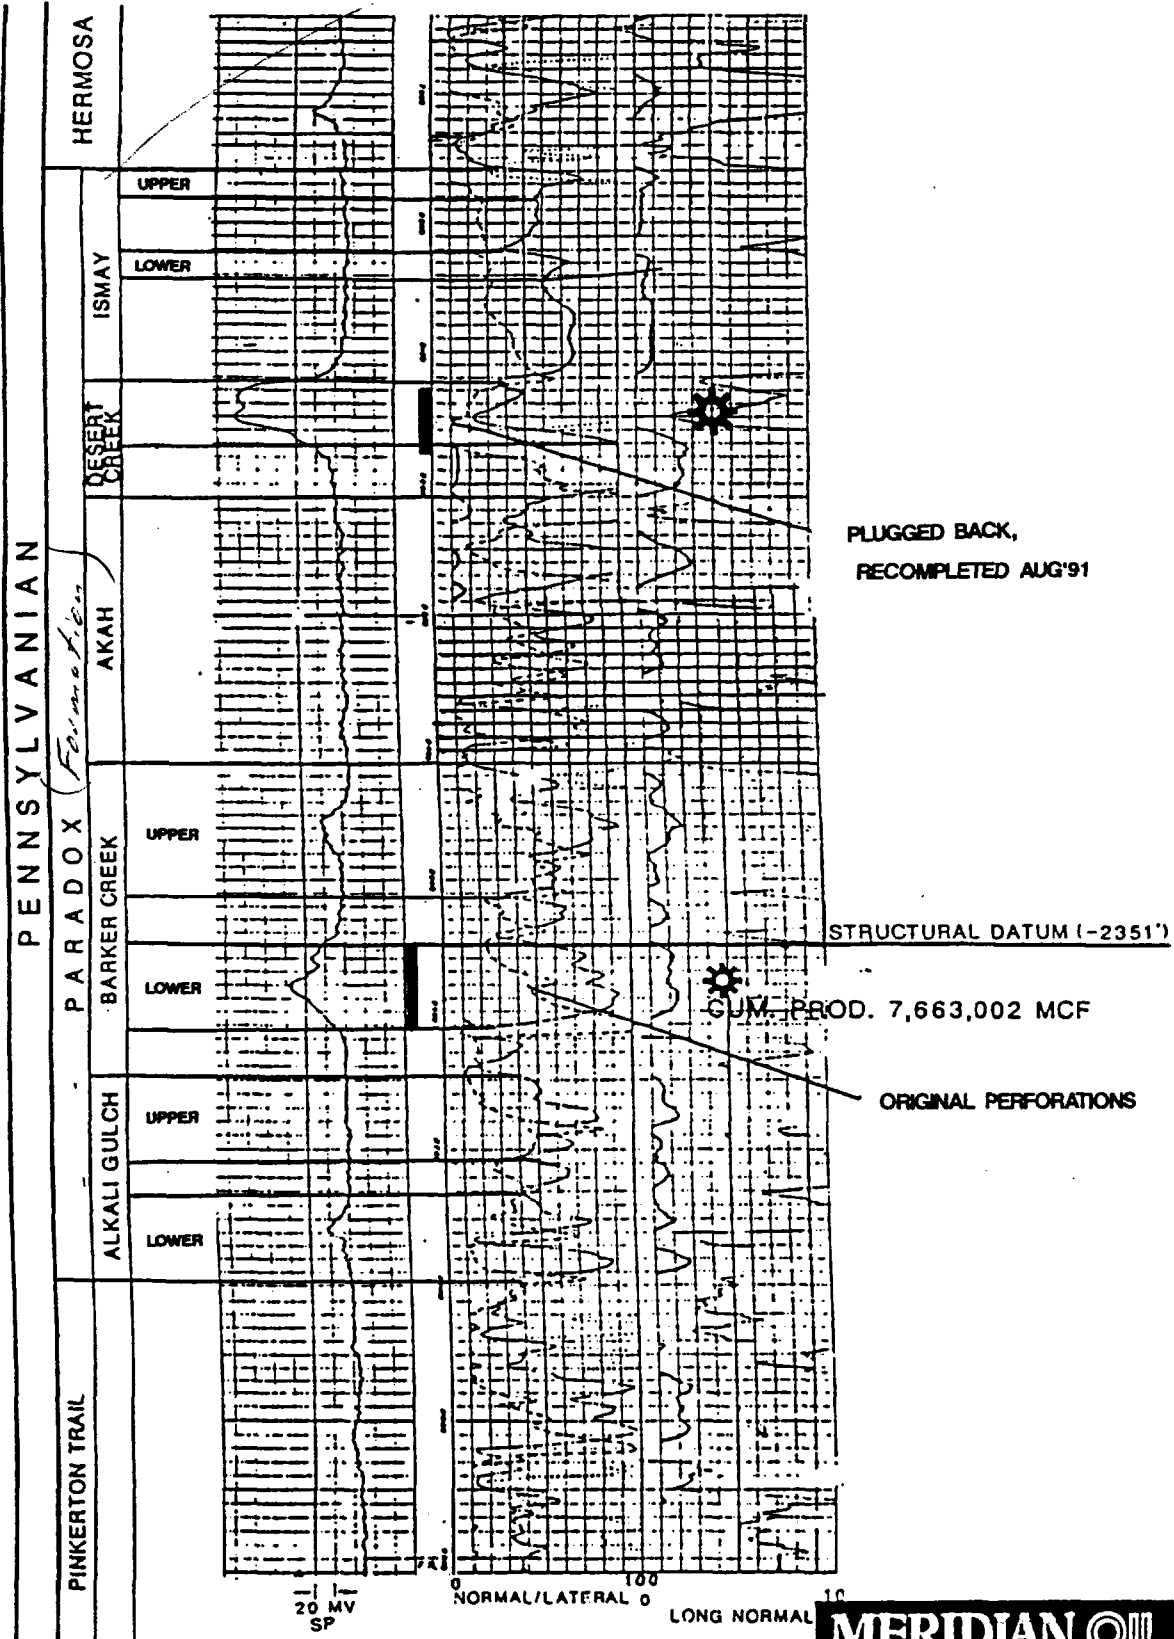 HERMOSA
UPPER
LOWER
ISMAY
DESERT
CREEK
PLUGGED BACK,
RECOMPLETED AUG'91
PENNSYLVANIAN
PARADOX (Formation
AKAH
UPPER
BARKER CREEK
STRUCTURAL DATUM (-2351')
LOWER
CUM. PROD. 7,663,002 MCF
ORIGINAL PERFORATIONS
UPPER
ALKALI GULCH
LOWER
PINKERTON TRAIL
20 MV
SP
0 100
NORMAL/LATERAL 0
LONG NORMAL 10
MERIDIAN OIL